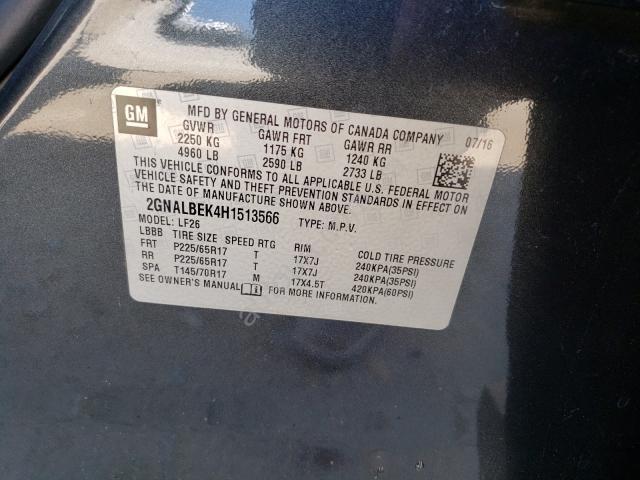 GM
MFD BY GENERAL MOTORS OF CANADA COMPANY 07/16
GVWR GAWR FRT GAWR RR
2250 KG 1175 KG 1240 KG
4960 LB 2590 LB 2733 LB
THIS VEHICLE CONFORMS TO ALL APPLICABLE U.S. FEDERAL MOTOR
VEHICLE SAFETY AND THEFT PREVENTION STANDARDS IN EFFECT ON
THE DATE OF MANUFACTURE SHOWN ABOVE.
2GNALBEK4H1513566 TYPE: M.P.V.
MODEL: LF26
LBBB TIRE SIZE SPEED RTG RIM COLD TIRE PRESSURE
FRT P225/65R17 T 17X7J 240KPA(35PSI)
RR P225/65R17 T 17X7J 240KPA(35PSI)
SPA T145/70R17 M 17X4.5T 420KPA(60PSI)
SEE OWNER'S MANUAL FOR MORE INFORMATION